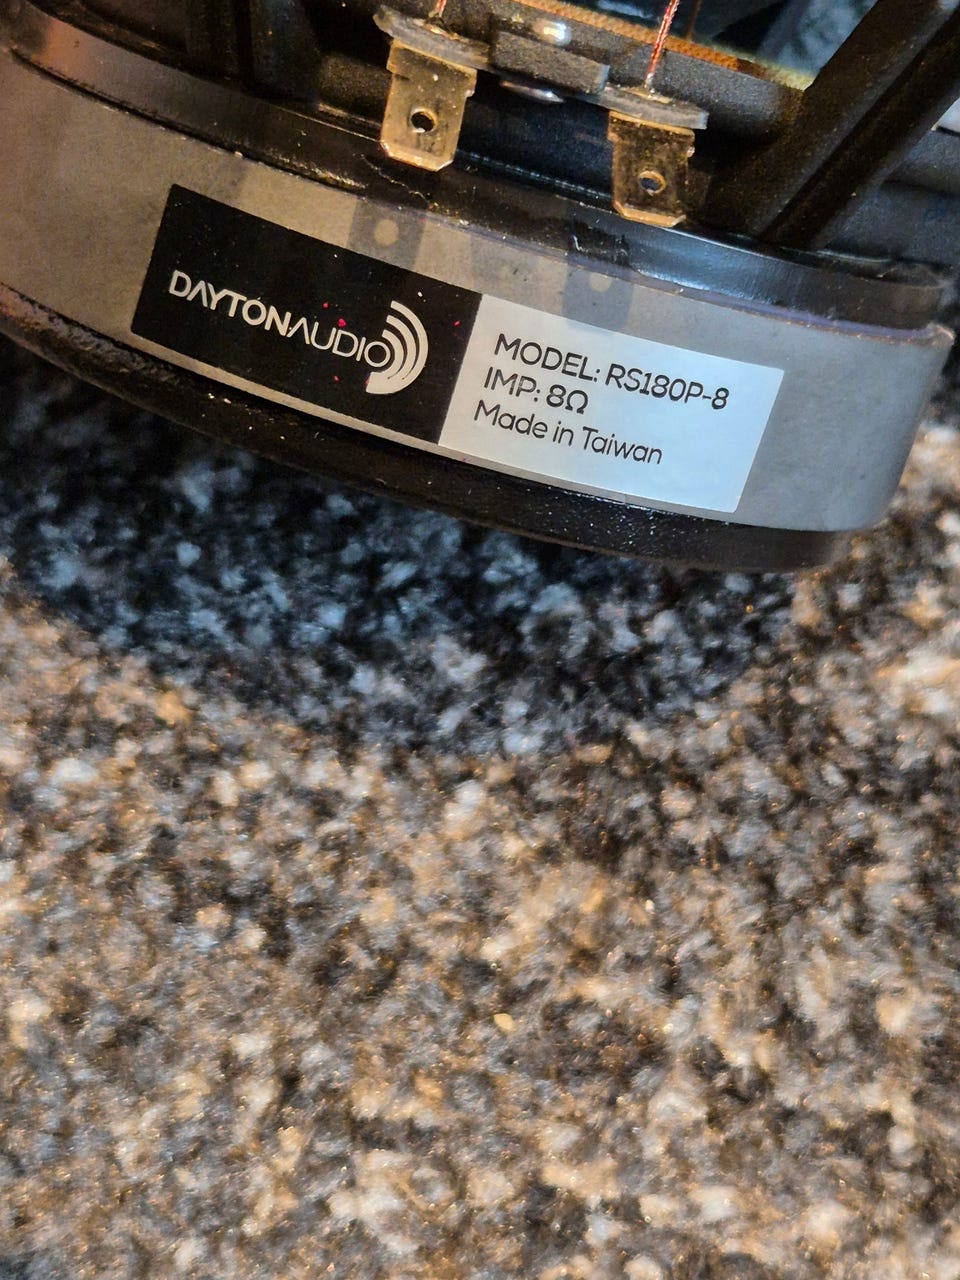 DAYTONAUDIO
MODEL: RS180P-8
IMP: 8Ω
Made in Taiwan